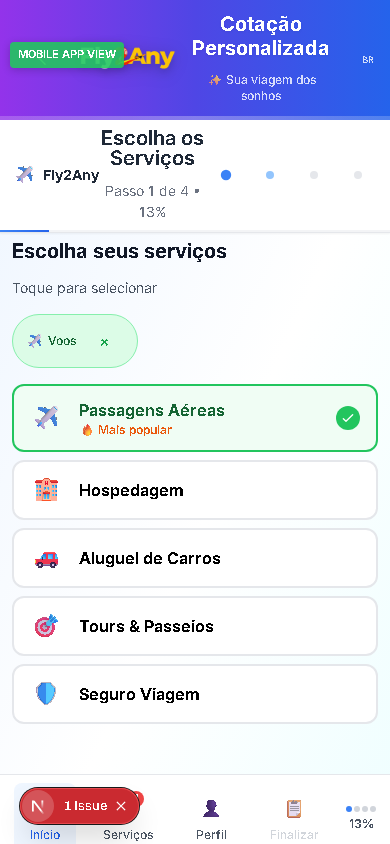 Cotação
Personalizada
MOBILE APP VIEW
Fly2Any
✨ Sua viagem dos
sonhos
BR
Escolha os
Serviços
Fly2Any
Passo 1 de 4 •
13%
Escolha seus serviços
Toque para selecionar
Voos ×
Passagens Aéreas
🔥 Mais popular
Hospedagem
Aluguel de Carros
Tours & Passeios
Seguro Viagem
N 1 Issue ×
Início
Serviços
Perfil
Finalizar
13%